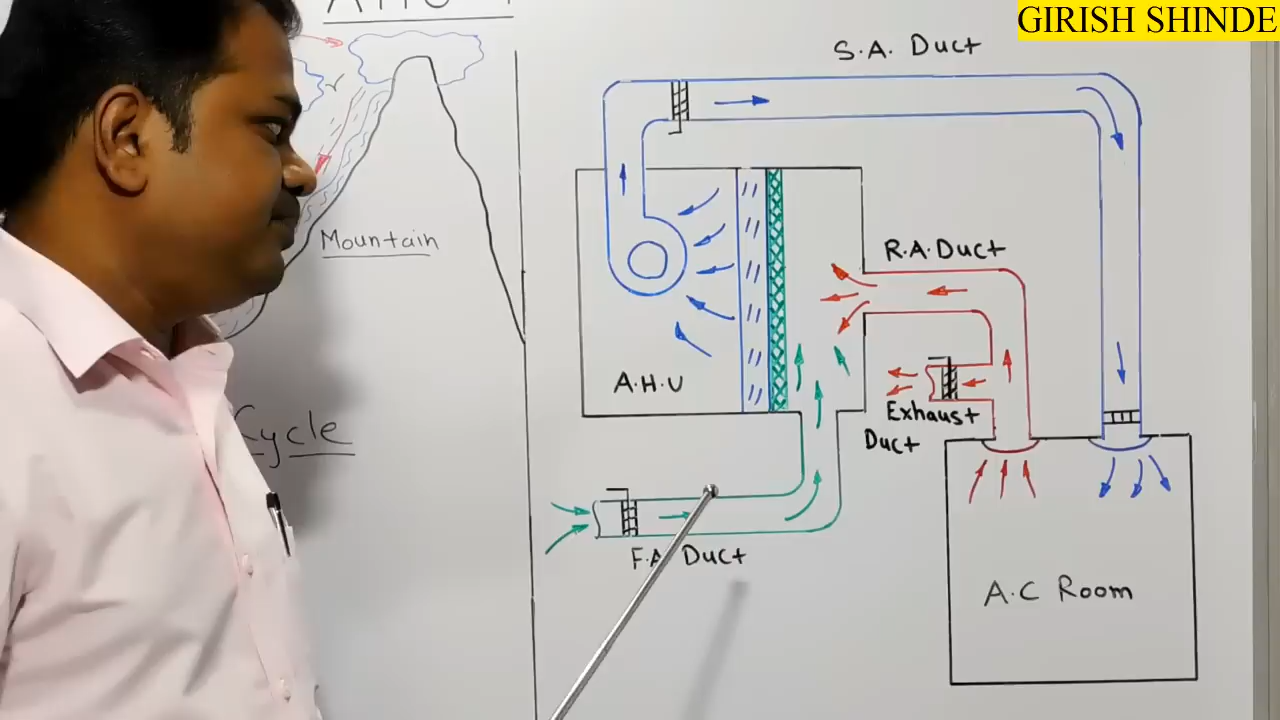 GIRISH SHINDE
S.A. Duct
Mountain
R.A. Duct
A.H.U
Exhaust
Duct
Cycle
F.A. Duct
A.C Room